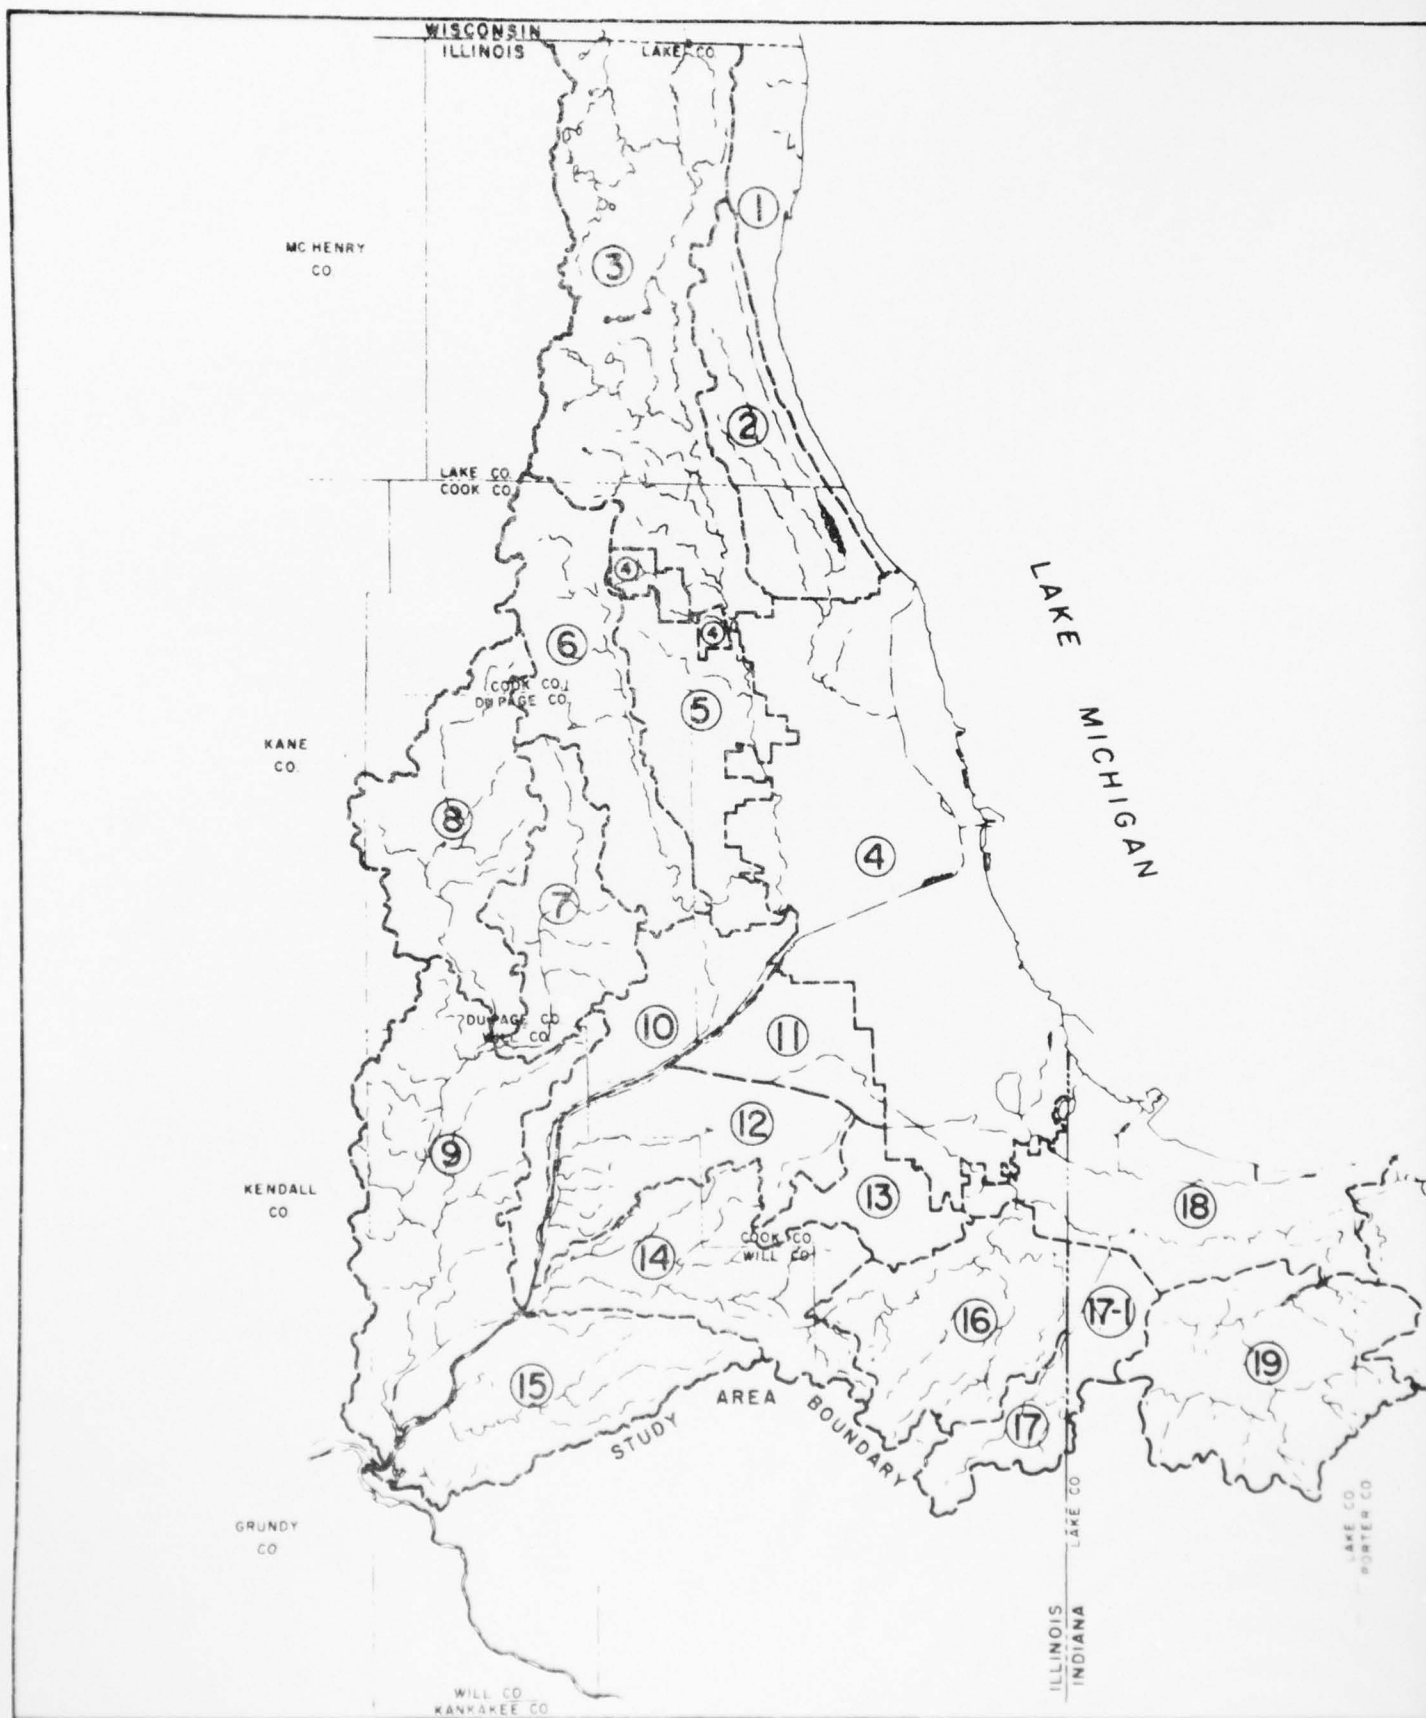 WISCONSIN
ILLINOIS
LAKE CO.
1
MC HENRY
CO.
3
2
LAKE CO.
COOK CO.
4
LAKE MICHIGAN
6
4
COOK CO.
DU PAGE CO.
5
KANE
CO.
8
4
7
DU PAGE CO.
WILL CO.
10
11
12
9
KENDALL
CO.
13
18
COOK CO.
WILL CO.
14
16
17-1
19
15
STUDY AREA BOUNDARY
17
GRUNDY
CO.
LAKE CO.
LAKE CO.
PORTER CO.
ILLINOIS
INDIANA
WILL CO.
KANKAKEE CO.